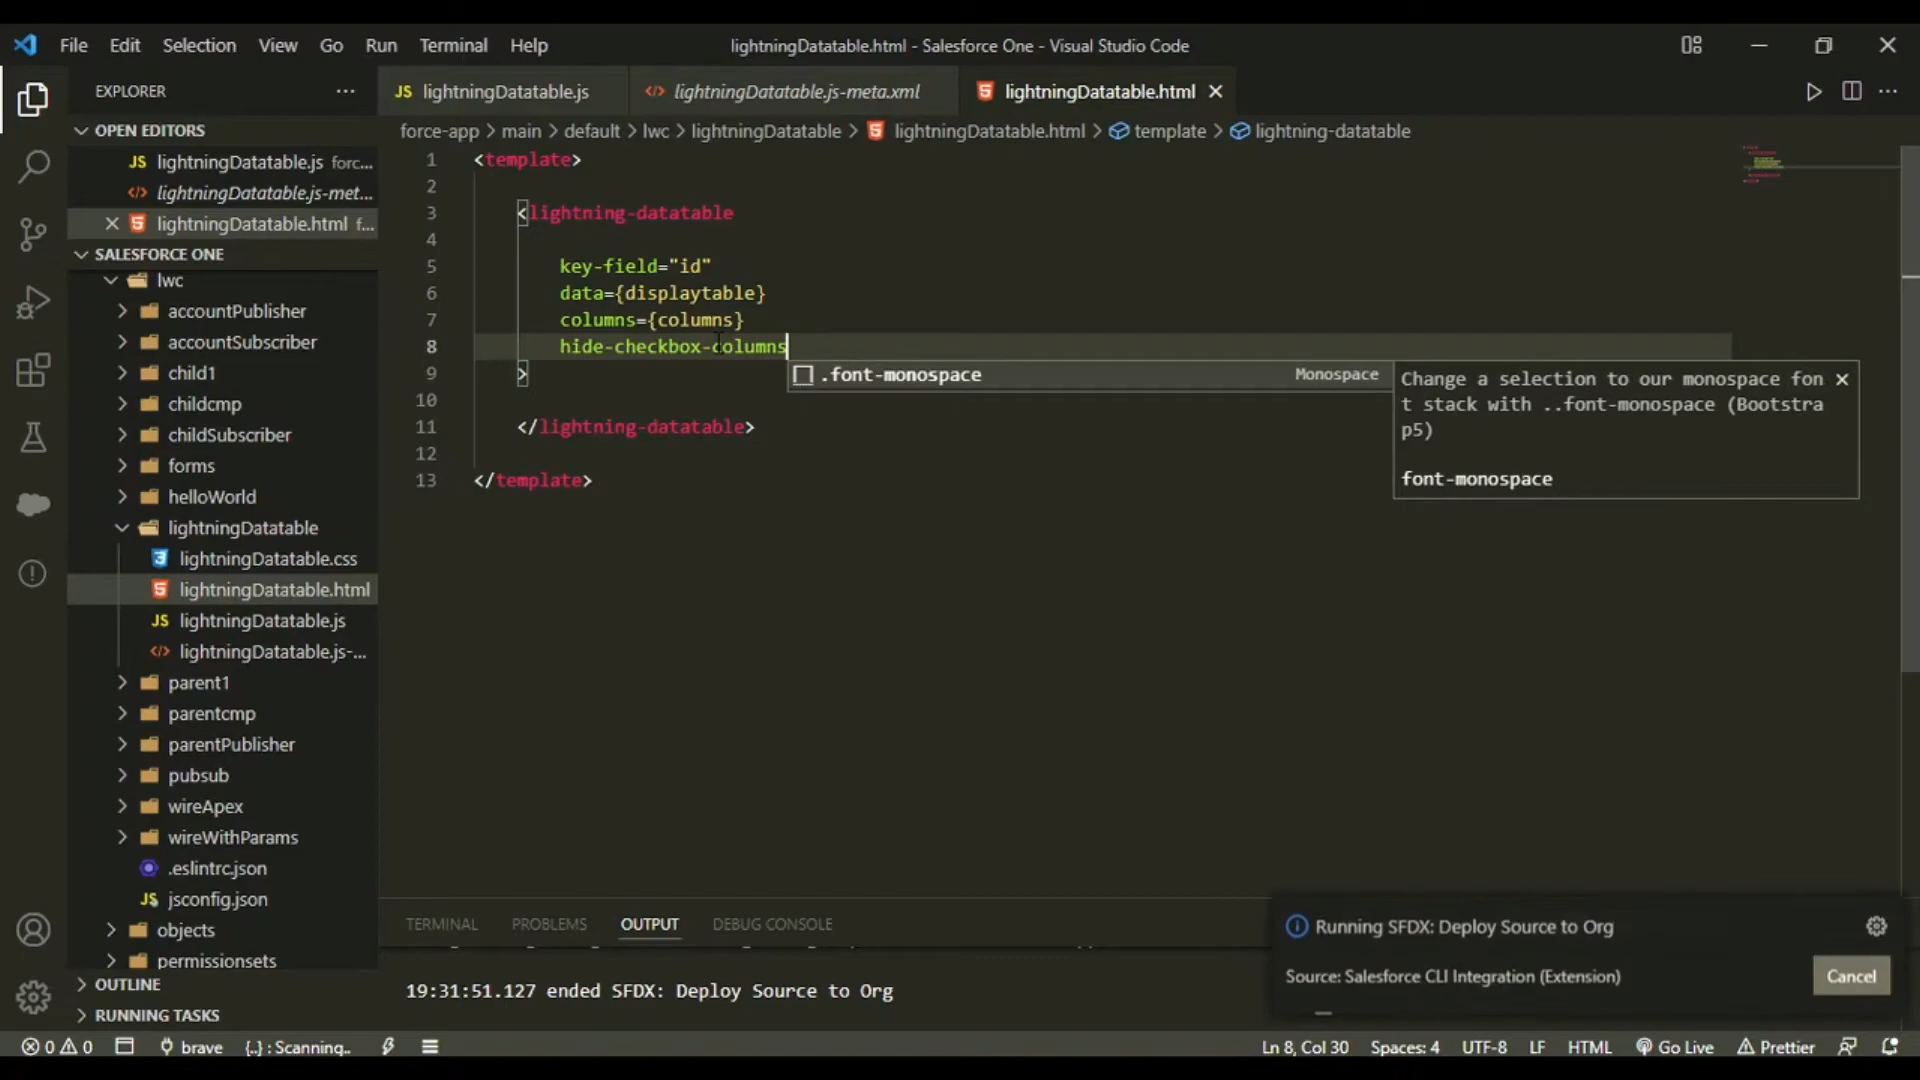 File Edit Selection View Go Run Terminal Help lightningDatatable.html - Salesforce One - Visual Studio Code
EXPLORER
JS lightningDatatable.js lightningDatatable.js-meta.xml lightningDatatable.html
OPEN EDITORS
force-app > main > default > lwc > lightningDatatable > lightningDatatable.html > template > lightning-datatable
JS lightningDatatable.js forc...
lightningDatatable.js-met...
lightningDatatable.html f...
SALESFORCE ONE
lwc
accountPublisher
accountSubscriber
child1
childcmp
childSubscriber
forms
helloWorld
lightningDatatable
lightningDatatable.css
lightningDatatable.html
JS lightningDatatable.js
lightningDatatable.js-...
parent1
parentcmp
parentPublisher
pubsub
wireApex
wireWithParams
.eslintrc.json
JS jsconfig.json
objects
permissionsets
OUTLINE
RUNNING TASKS
1 <template>
2
3 <lightning-datatable
4
5 key-field="id"
6 data={displaytable}
7 columns={columns}
8 hide-checkbox-columns
9 >
10
11 </lightning-datatable>
12
13 </template>
.font-monospace Monospace
Change a selection to our monospace fon
t stack with ..font-monospace (Bootstra
p5)
font-monospace
TERMINAL PROBLEMS OUTPUT DEBUG CONSOLE
19:31:51.127 ended SFDX: Deploy Source to Org
Running SFDX: Deploy Source to Org
Source: Salesforce CLI Integration (Extension) Cancel
0 0 brave {..} : Scanning.. Ln 8, Col 30 Spaces: 4 UTF-8 LF HTML Go Live Prettier